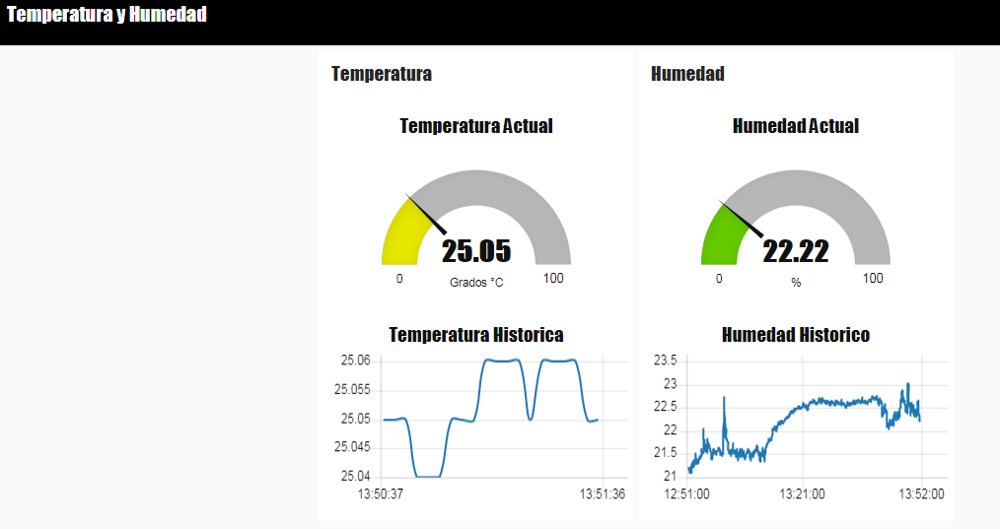 Temperatura y Humedad
Temperatura
Temperatura Actual
25.05
0
Grados °C
100
Temperatura Historica
25.06
25.055
25.05
25.045
25.04
13:50:37
13:51:36
Humedad
Humedad Actual
22.22
0
%
100
Humedad Historico
23.5
23
22.5
22
21.5
21
12:51:00
13:21:00
13:52:00